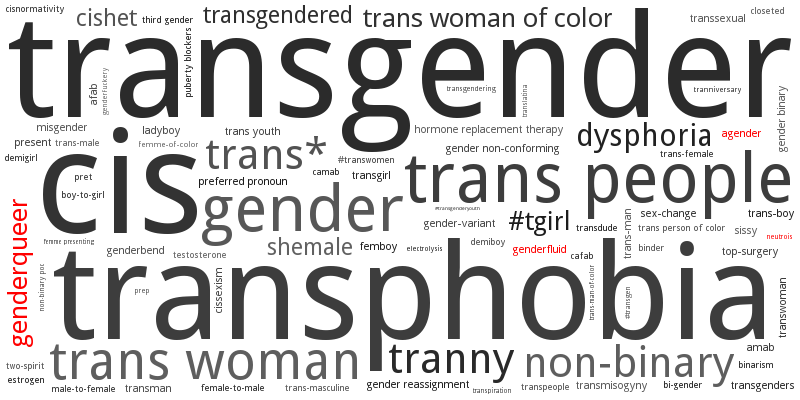 cisnormativity
cishet
third gender
transgendered
trans woman of color
transsexual
closeted
transgender
afab
genderfuckery
puberty blockers
transgendering
translatina
tranniversary
gender binary
misgender
ladyboy
trans youth
hormone replacement therapy
dysphoria
agender
present
trans-male
femme-of-color
trans*
#transwomen
gender non-conforming
trans-female
demigirl
cis
pret
preferred pronoun
camab
transgirl
trans people
boy-to-girl
gender
#transgenderyouth
gender-variant
#tgirl
trans-man
sex-change
trans-boy
transdude
trans person of color
sissy
neutrois
genderqueer
femme presenting
genderbend
testosterone
shemale
femboy
electrolysis
demiboy
genderfluid
cafab
binder
top-surgery
non-binary poc
transphobia
prep
cissexism
trans-man-of-color
#transgen
transwoman
two-spirit
estrogen
trans woman
tranny
non-binary
amab
binarism
male-to-female
transman
female-to-male
trans-masculine
gender reassignment
transpiration
transpeople
transmisogyny
bi-gender
transgenders